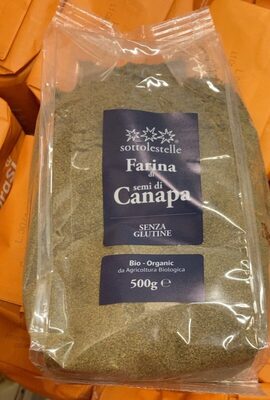 sottolestelle
Farina
di
semi di
Canapa
SENZA
GLUTINE
Bio - Organic
da Agricoltura Biologica
500g e